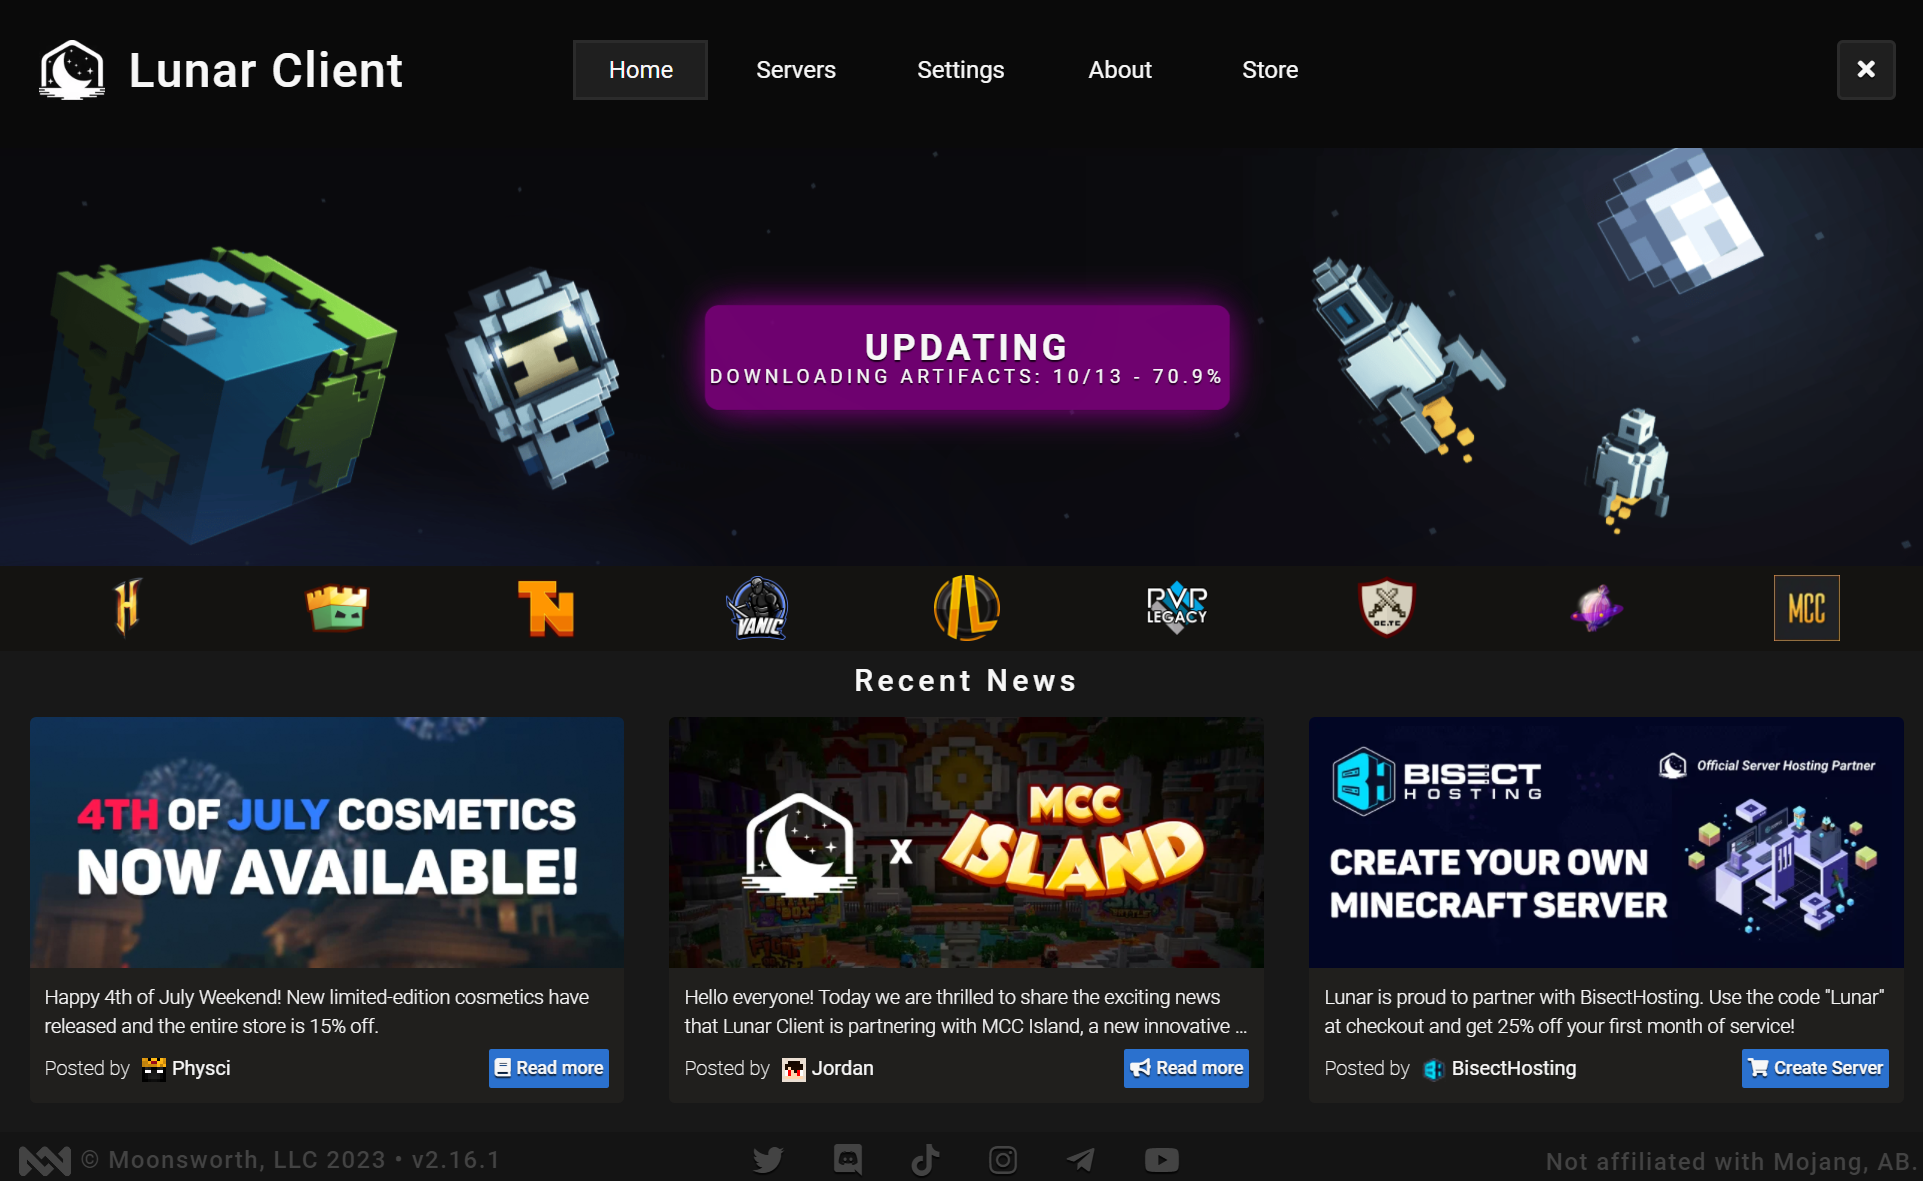 Lunar Client
Home
Servers
Settings
About
Store
UPDATING
DOWNLOADING ARTIFACTS: 10/13 - 70.9%
H
TN
VANIC
IL
PVP
LEGACY
GC.TC
MCC
Recent News
4TH OF JULY COSMETICS
NOW AVAILABLE!
Happy 4th of July Weekend! New limited-edition cosmetics have
released and the entire store is 15% off.
Posted by Physci
Read more
X
MCC
ISLAND
Hello everyone! Today we are thrilled to share the exciting news
that Lunar Client is partnering with MCC Island, a new innovative ...
Posted by Jordan
Read more
BISECT
HOSTING
Official Server Hosting Partner
CREATE YOUR OWN
MINECRAFT SERVER
Lunar is proud to partner with BisectHosting. Use the code "Lunar"
at checkout and get 25% off your first month of service!
Posted by BisectHosting
Create Server
© Moonsworth, LLC 2023 • v2.16.1
Not affiliated with Mojang, AB.